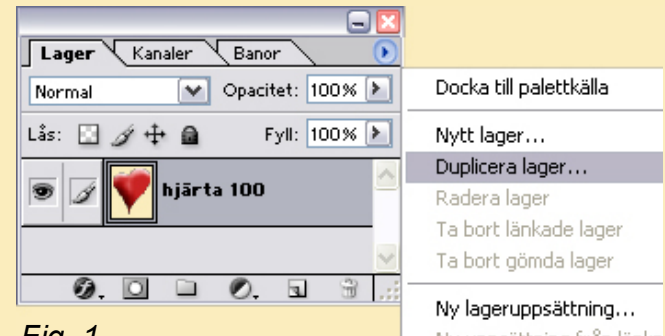 Lager Kanaler Banor
Normal Opacitet: 100%
Lås: Fyll: 100%
hjärta 100
Fig. 1
Docka till palettkälla
Nytt lager...
Duplicera lager...
Radera lager
Ta bort länkade lager
Ta bort gömda lager
Ny lageruppsättning...